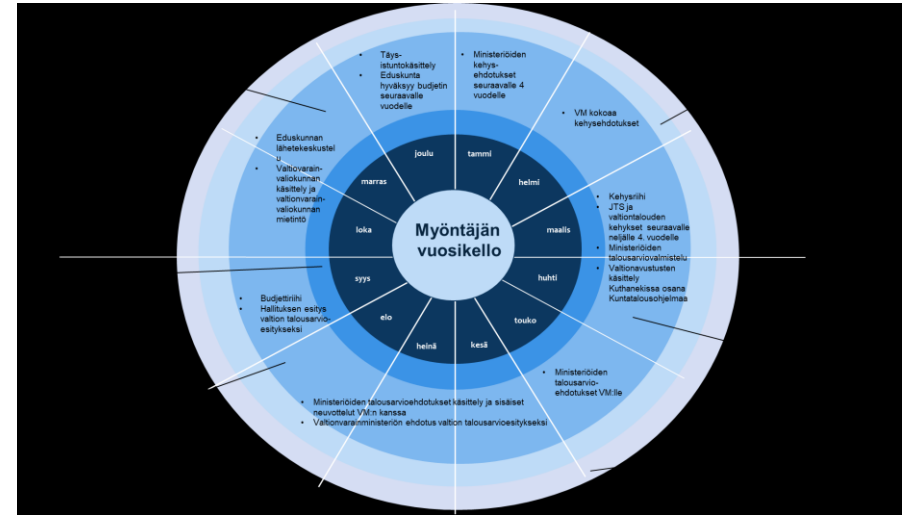 • Täys-
istuntokäsittely
• Eduskunta
hyväksyy budjetin
seuraavalle
vuodelle
• Ministeriöiden
kehys-
ehdotukset
seuraavalle 4
vuodelle
• VM kokoaa
kehysehdotukset
• Eduskunnan
lähetekeskustel
u
• Valtiovarain-
valiokunnan
käsittely ja
valtionvarain-
valiokunnan
mietintö
joulu
tammi
marras
helmi
loka
maalis
Myöntäjän
vuosikello
syys
huhti
elo
touko
heinä
kesä
• Kehysriihi
• JTS ja
valtiontalouden
kehykset seuraavalle
neljälle 4. vuodelle
• Ministeriöiden
talousarviovalmistelu
• Valtionavustusten
käsittely
Kuthanekissa osana
Kuntatalousohjelmaa
• Budjettiriihi
• Hallituksen esitys
valtion talousarvio-
esitykseksi
• Ministeriöiden
talousarvio-
ehdotukset VM:lle
• Ministeriöiden talousarvioehdotukset käsittely ja sisäiset
neuvottelut VM:n kanssa
• Valtionvarainministeriön ehdotus valtion talousarvioesitykseksi